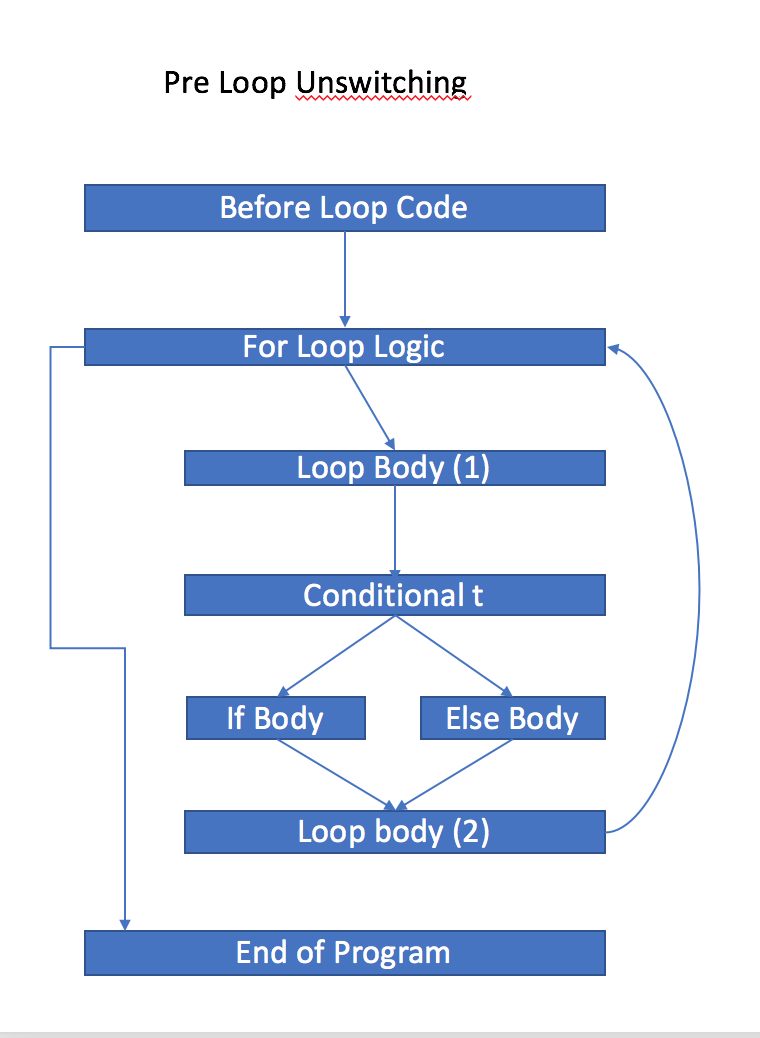 Pre Loop Unswitching
Before Loop Code
For Loop Logic
Loop Body (1)
Conditional t
If Body
Else Body
Loop body (2)
End of Program